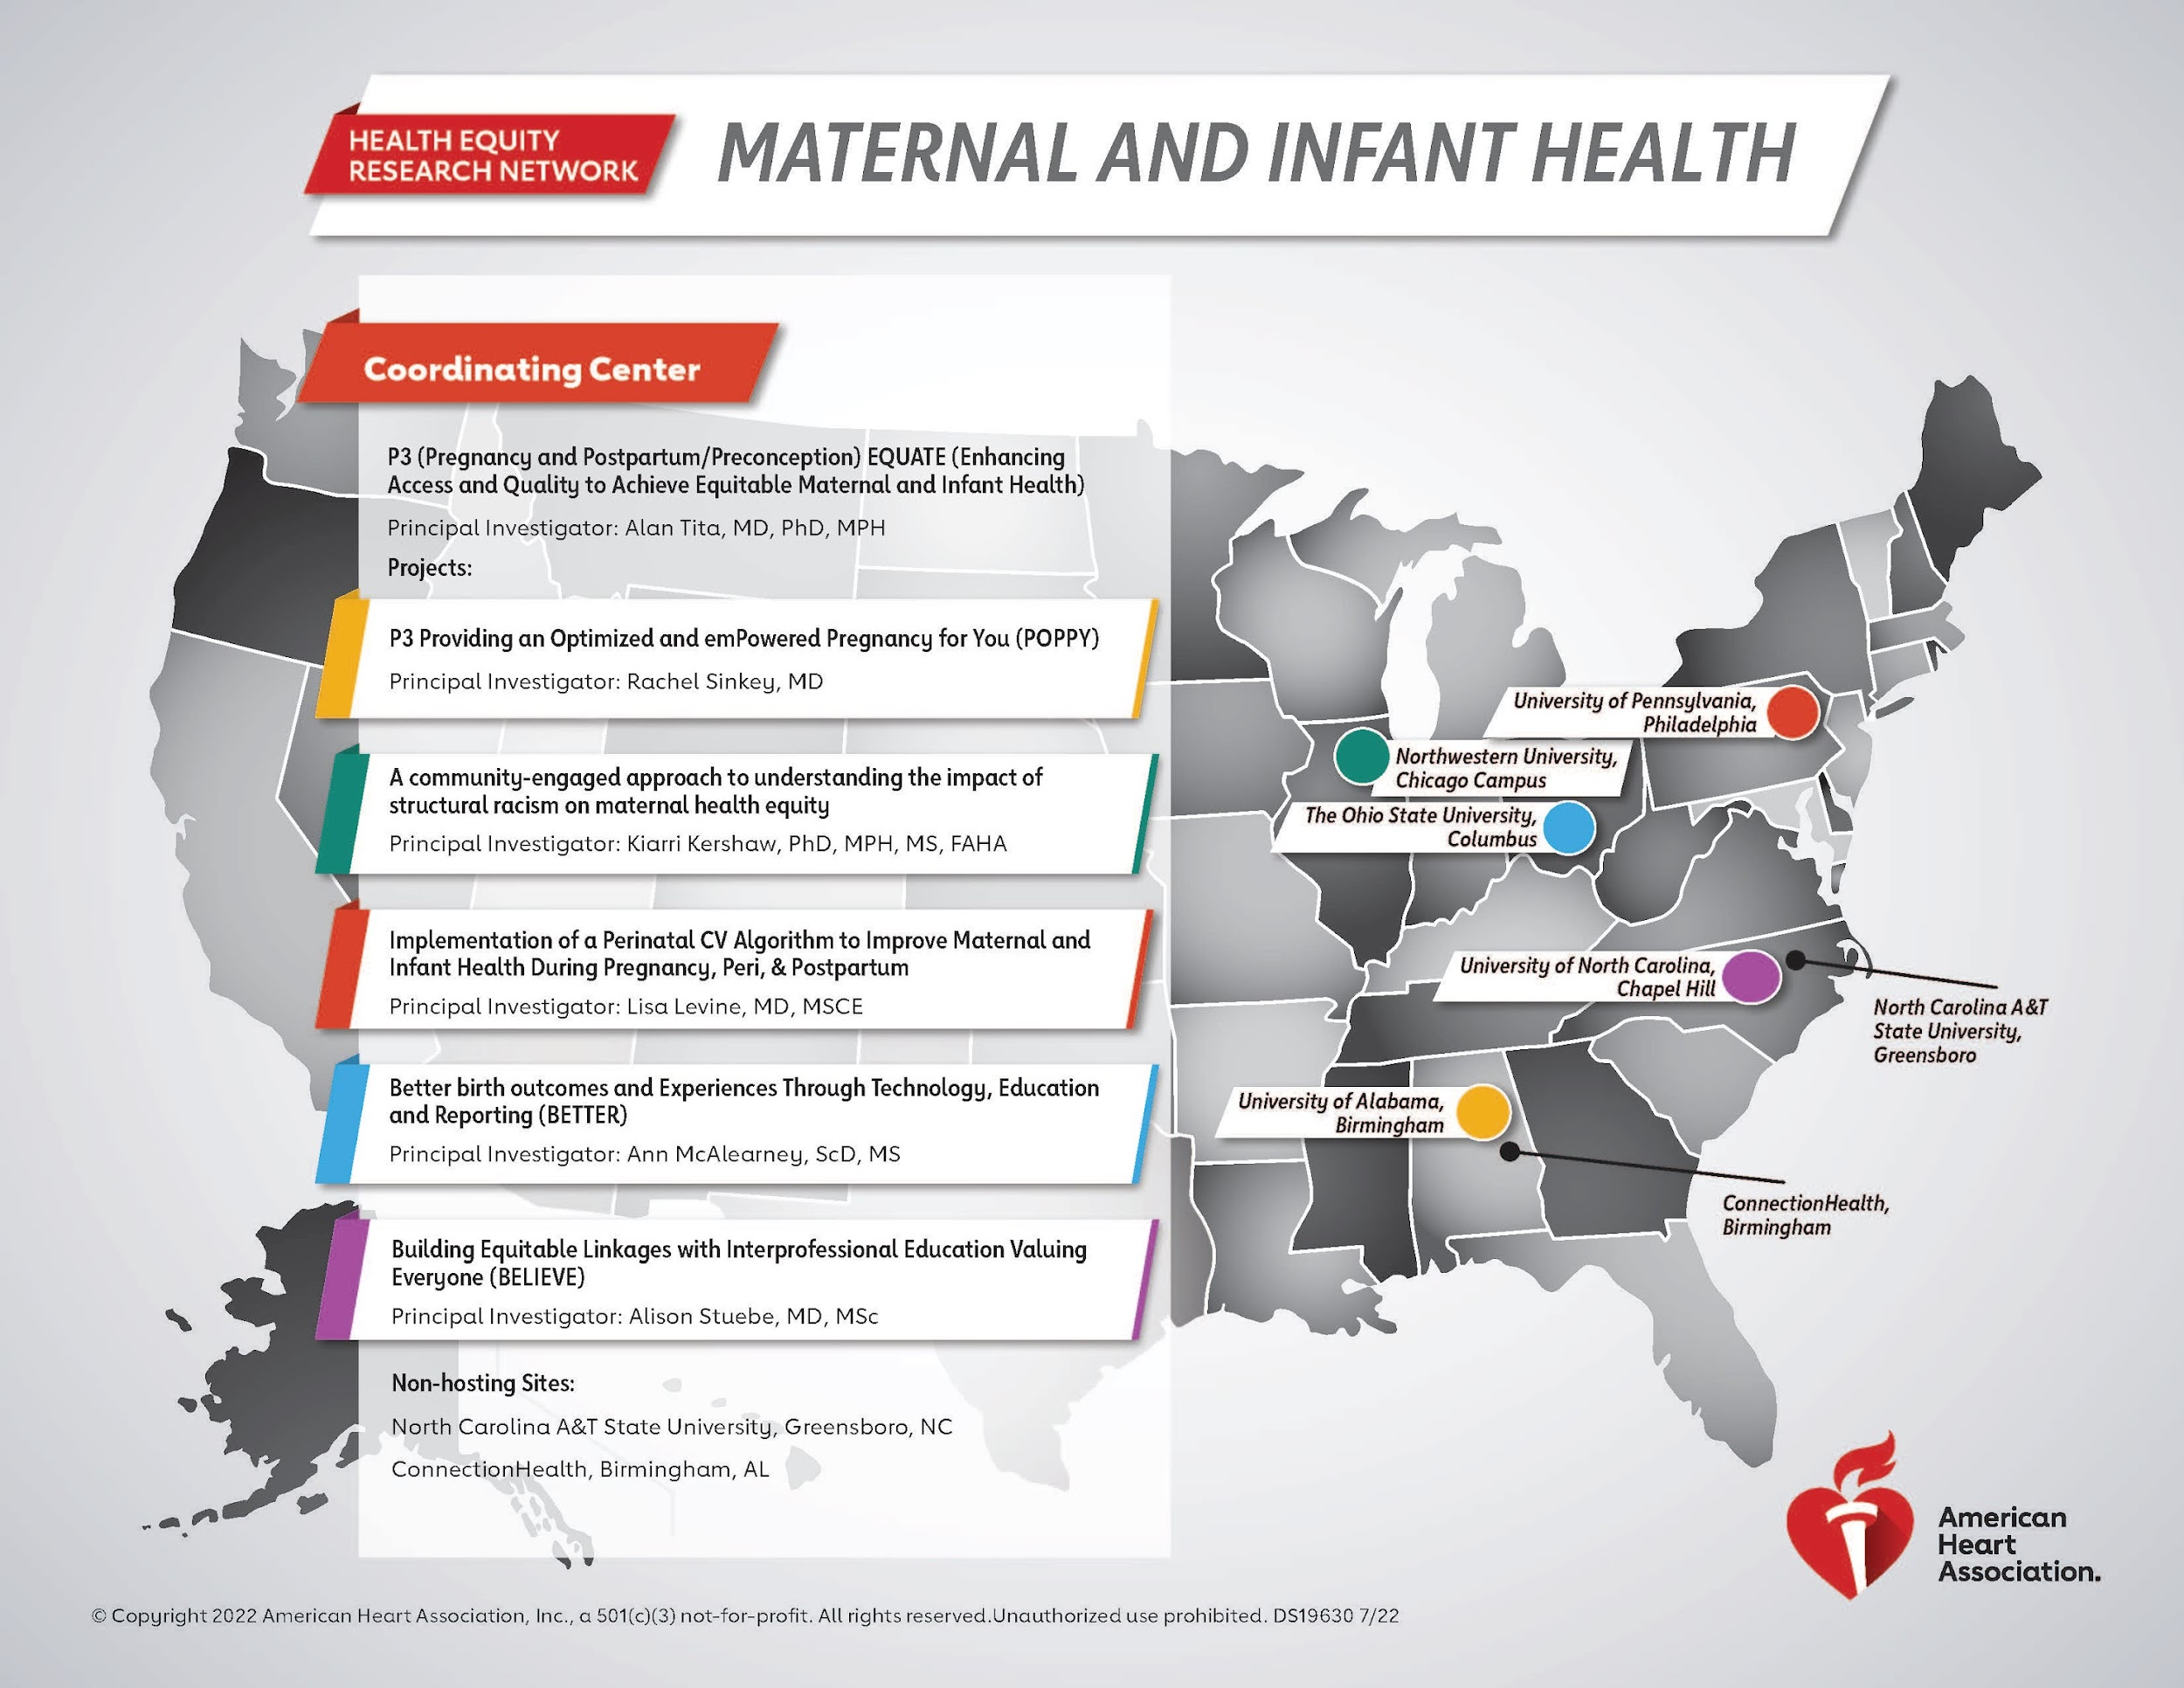 HEALTH EQUITY
RESEARCH NETWORK
MATERNAL AND INFANT HEALTH
Coordinating Center
P3 (Pregnancy and Postpartum/Preconception) EQUATE (Enhancing
Access and Quality to Achieve Equitable Maternal and Infant Health)
Principal Investigator: Alan Tita, MD, PhD, MPH
Projects:
P3 Providing an Optimized and emPowered Pregnancy for You (POPPY)
Principal Investigator: Rachel Sinkey, MD
A community-engaged approach to understanding the impact of
structural racism on maternal health equity
Principal Investigator: Kiarri Kershaw, PhD, MPH, MS, FAHA
Implementation of a Perinatal CV Algorithm to Improve Maternal and
Infant Health During Pregnancy, Peri, & Postpartum
Principal Investigator: Lisa Levine, MD, MSCE
Better birth outcomes and Experiences Through Technology, Education
and Reporting (BETTER)
Principal Investigator: Ann McAlearney, ScD, MS
Building Equitable Linkages with Interprofessional Education Valuing
Everyone (BELIEVE)
Principal Investigator: Alison Stuebe, MD, MSc
Non-hosting Sites:
North Carolina A&T State University, Greensboro, NC
ConnectionHealth, Birmingham, AL
University of Pennsylvania,
Philadelphia
Northwestern University,
Chicago Campus
The Ohio State University,
Columbus
University of North Carolina,
Chapel Hill
North Carolina A&T
State University,
Greensboro
University of Alabama,
Birmingham
ConnectionHealth,
Birmingham
American
Heart
Association.
© Copyright 2022 American Heart Association, Inc., a 501(c)(3) not-for-profit. All rights reserved.Unauthorized use prohibited. DS19630 7/22